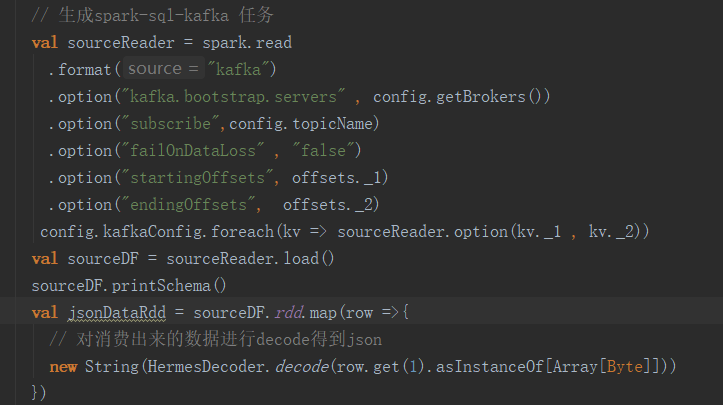 // 生成spark-sql-kafka 任务
val sourceReader = spark.read
.format( source = "kafka")
.option("kafka.bootstrap.servers" , config.getBrokers())
.option("subscribe",config.topicName)
.option("failOnDataLoss" , "false")
.option("startingOffsets", offsets._1)
.option("endingOffsets",  offsets._2)
config.kafkaConfig.foreach(kv => sourceReader.option(kv._1 , kv._2))
val sourceDF = sourceReader.load()
sourceDF.printSchema()
val jsonDataRdd = sourceDF.rdd.map(row =>{
// 对消费出来的数据进行decode得到json
new String(HermesDecoder.decode(row.get(1).asInstanceOf[Array[Byte]]))
})